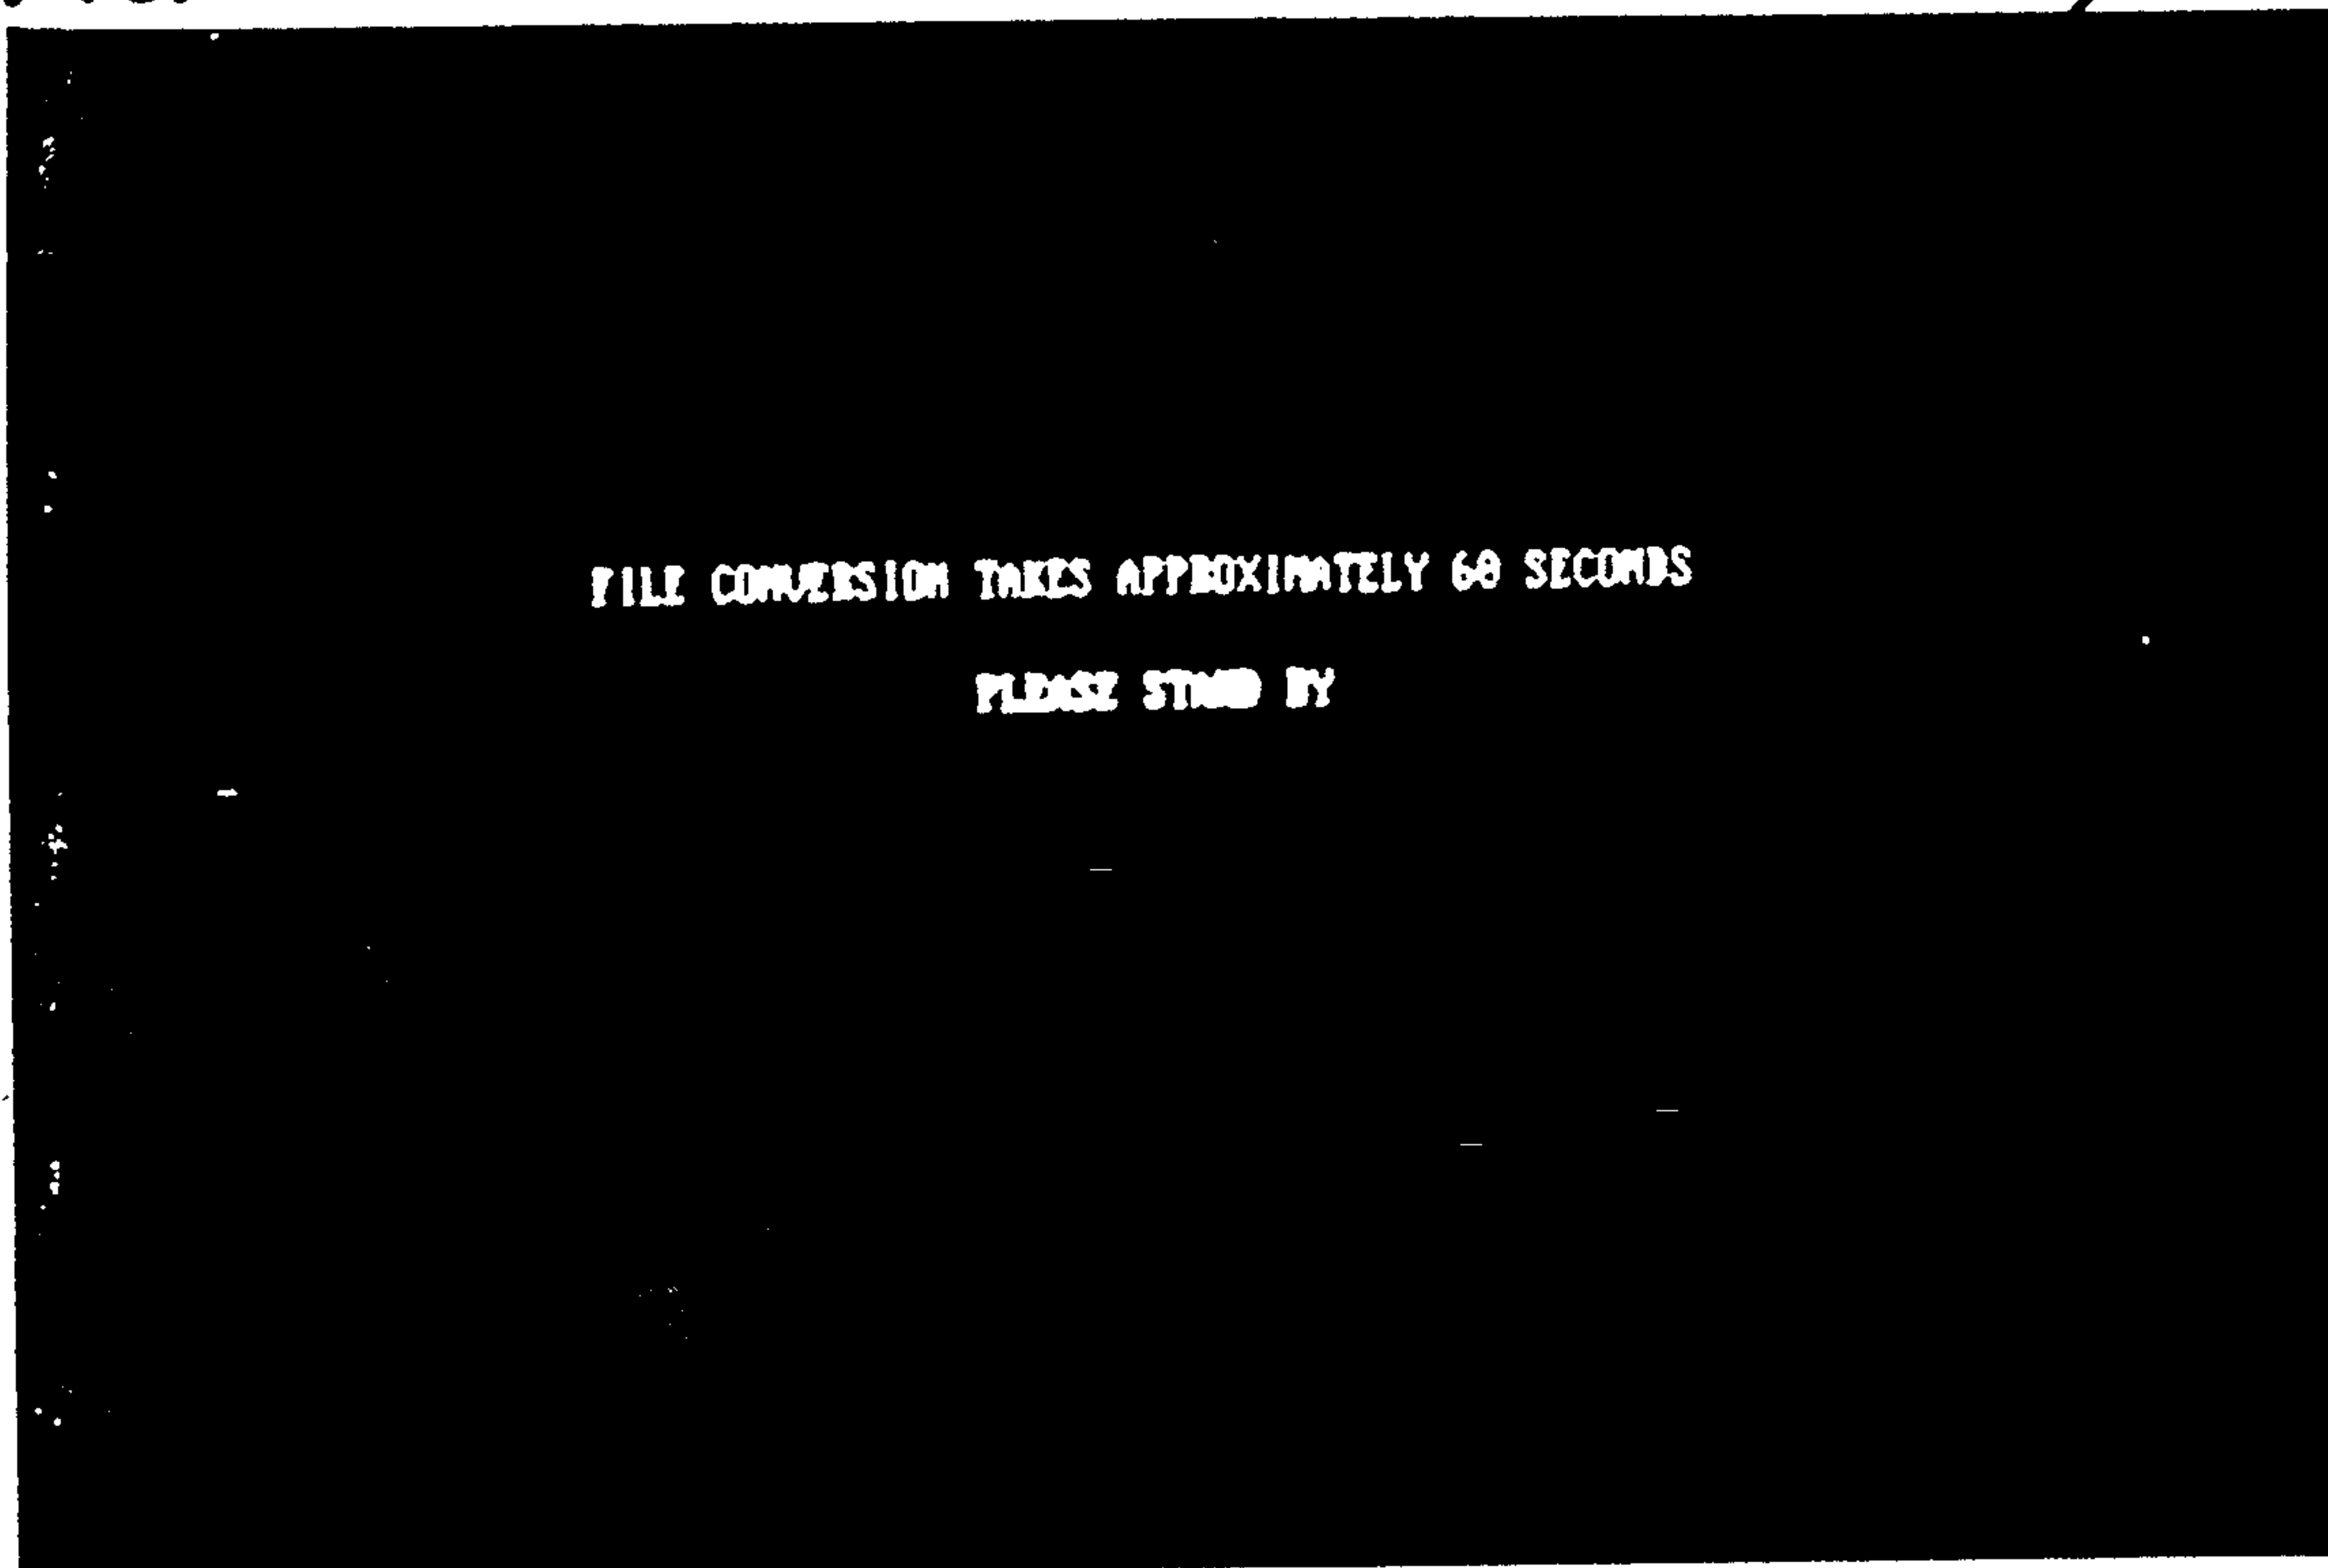 FILE CONVERSION TAKES APPROXIMATELY 60 SECONDS
PLEASE STAND BY